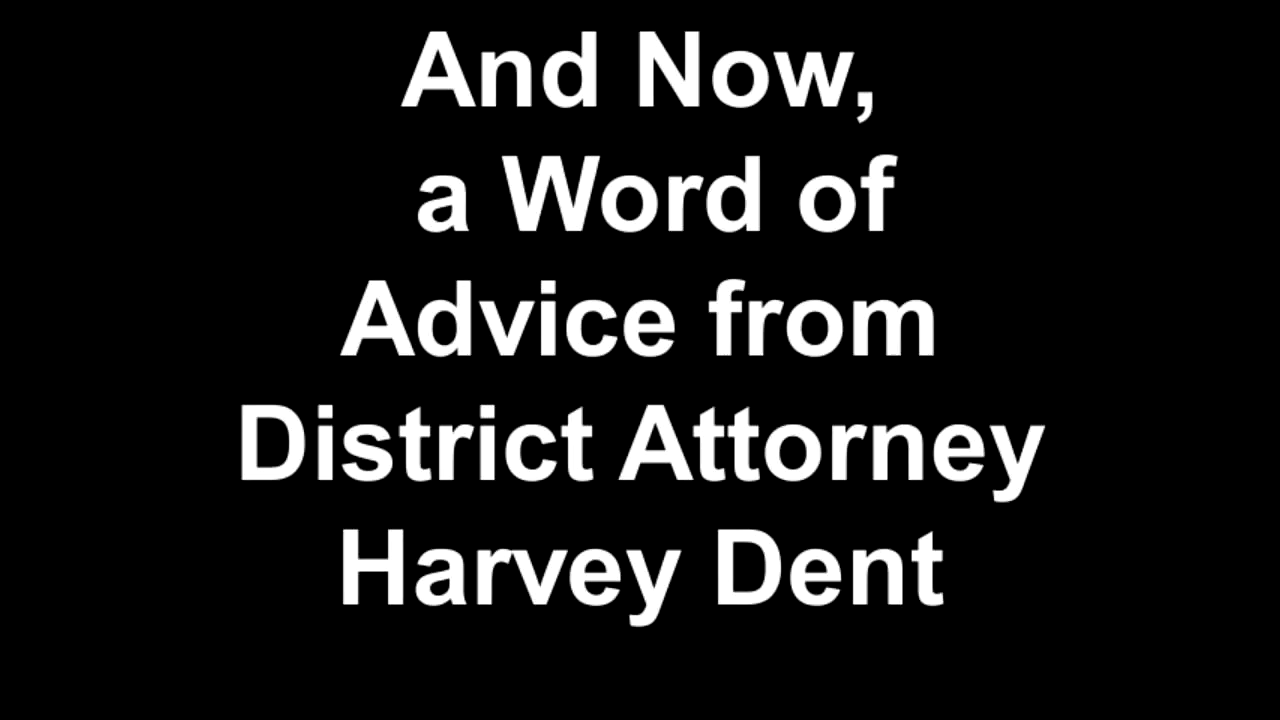 And Now,
a Word of
Advice from
District Attorney
Harvey Dent